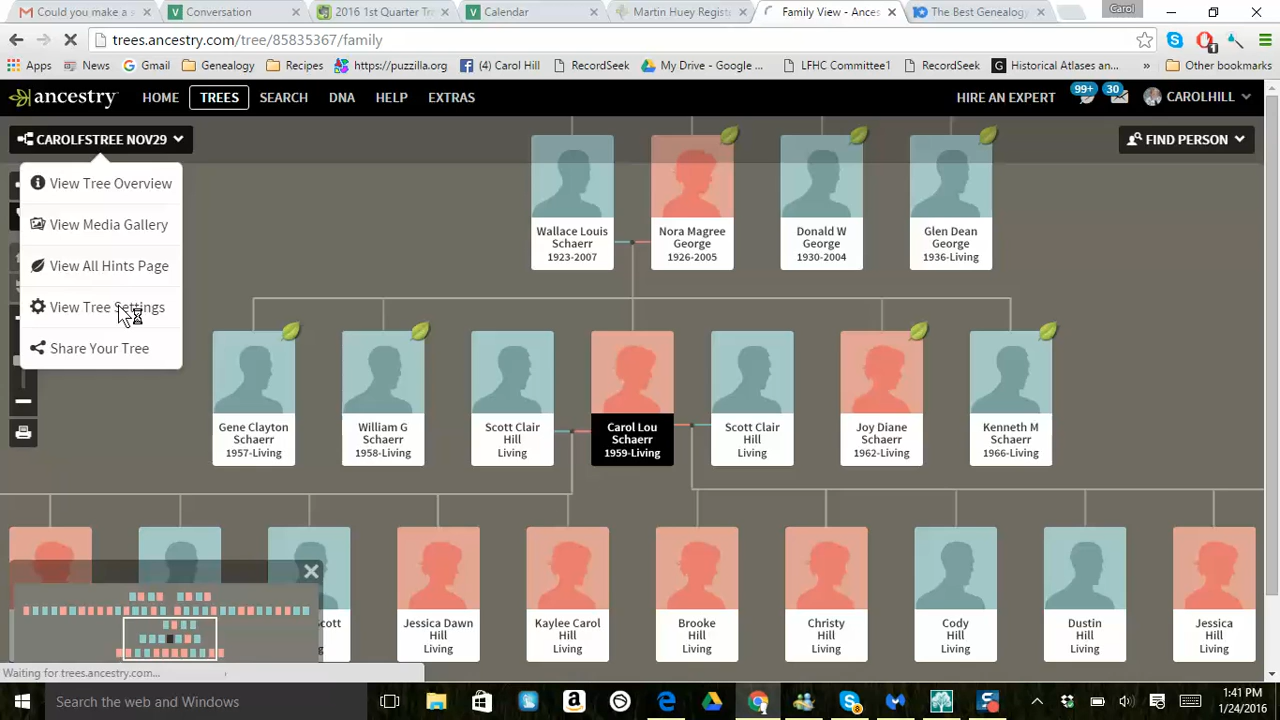 Could you make a s
Conversation
2016 1st Quarter Tr
Calendar
Martin Huey Regist
Family View - Ances
The Best Genealogy
Carol
trees.ancestry.com/tree/85835367/family
Apps
News
Gmail
Genealogy
Recipes
https://puzzilla.org
(4) Carol Hill
RecordSeek
My Drive - Google ...
LFHC Committee1
RecordSeek
Historical Atlases an
»
Other bookmarks
ancestry
HOME
TREES
SEARCH
DNA
HELP
EXTRAS
HIRE AN EXPERT
99+
30
CAROLHILL
CAROLFSTREE NOV29
FIND PERSON
View Tree Overview
View Media Gallery
View All Hints Page
View Tree Settings
Share Your Tree
Wallace Louis
Schaerr
1923-2007
Nora Magree
George
1926-2005
Donald W
George
1930-2004
Glen Dean
George
1936-Living
Gene Clayton
Schaerr
1957-Living
William G
Schaerr
1958-Living
Scott Clair
Hill
Living
Carol Lou
Schaerr
1959-Living
Scott Clair
Hill
Living
Joy Diane
Schaerr
1962-Living
Kenneth M
Schaerr
1966-Living
cott
Jessica Dawn
Hill
Living
Kaylee Carol
Hill
Living
Brooke
Hill
Living
Christy
Hill
Living
Cody
Hill
Living
Dustin
Hill
Living
Jessica
Hill
Living
Waiting for trees.ancestry.com...
Search the web and Windows
8
1:41 PM
1/24/2016